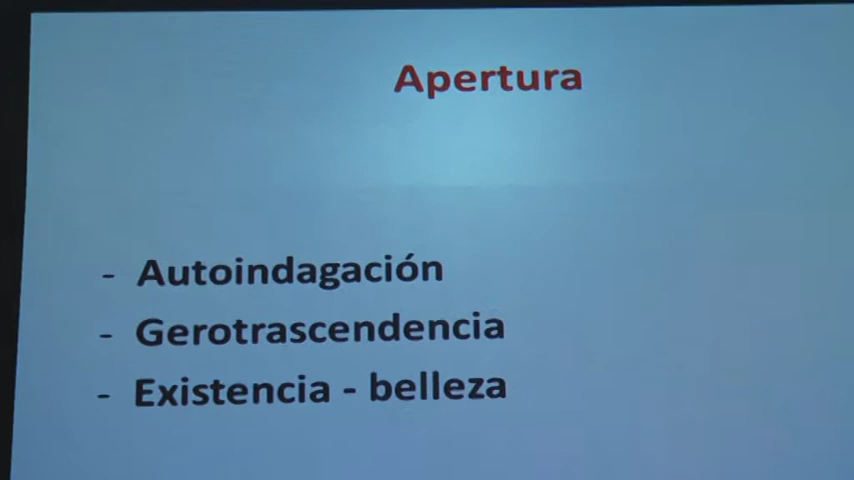 Apertura
- Autoindagación
- Gerotrascendencia
- Existencia - belleza